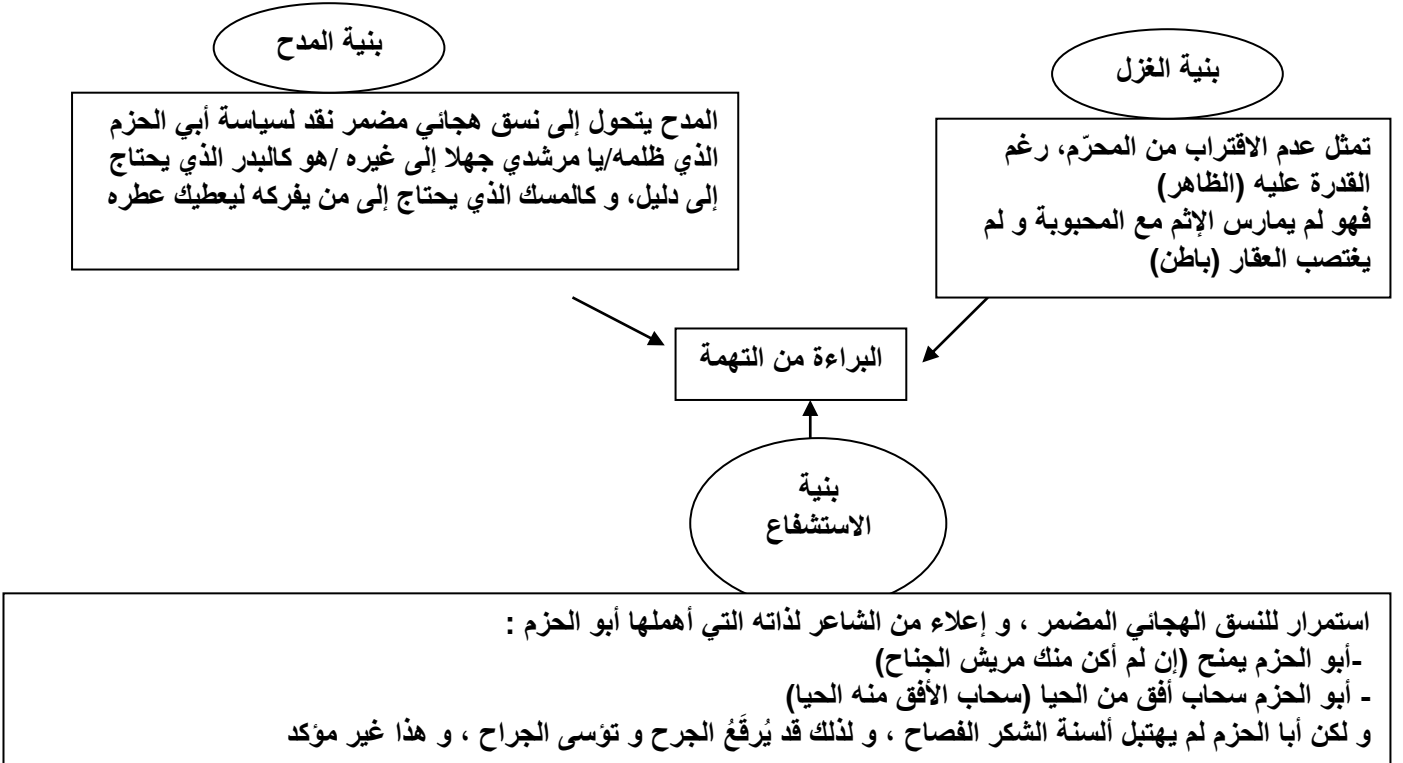 بنية المدح
بنية الغزل
المدح يتحول إلى نسق هجائي مضمر نقد لسياسة أبي الحزم
الذي ظلمه/يا مرشدي جهلا إلى غيره /هو كالبدر الذي يحتاج
إلى دليل، و كالمسك الذي يحتاج إلى من يفركه ليعطيك عطره
تمثل عدم الاقتراب من المحرّم، رغم
القدرة عليه (الظاهر)
فهو لم يمارس الإثم مع المحبوبة و لم
يغتصب العقار (باطن)
البراءة من التهمة
بنية
الاستشفاع
استمرار للنسق الهجائي المضمر ، و إعلاء من الشاعر لذاته التي أهملها أبو الحزم :
-أبو الحزم يمنح (إن لم أكن منك مريش الجناح)
- أبو الحزم سحاب أفق من الحيا (سحاب الأفق منه الحيا)
و لكن أبا الحزم لم يهتبل ألسنة الشكر الفصاح ، و لذلك قد يُرقَعُ الجرح و تؤسى الجراح ، و هذا غير مؤكد